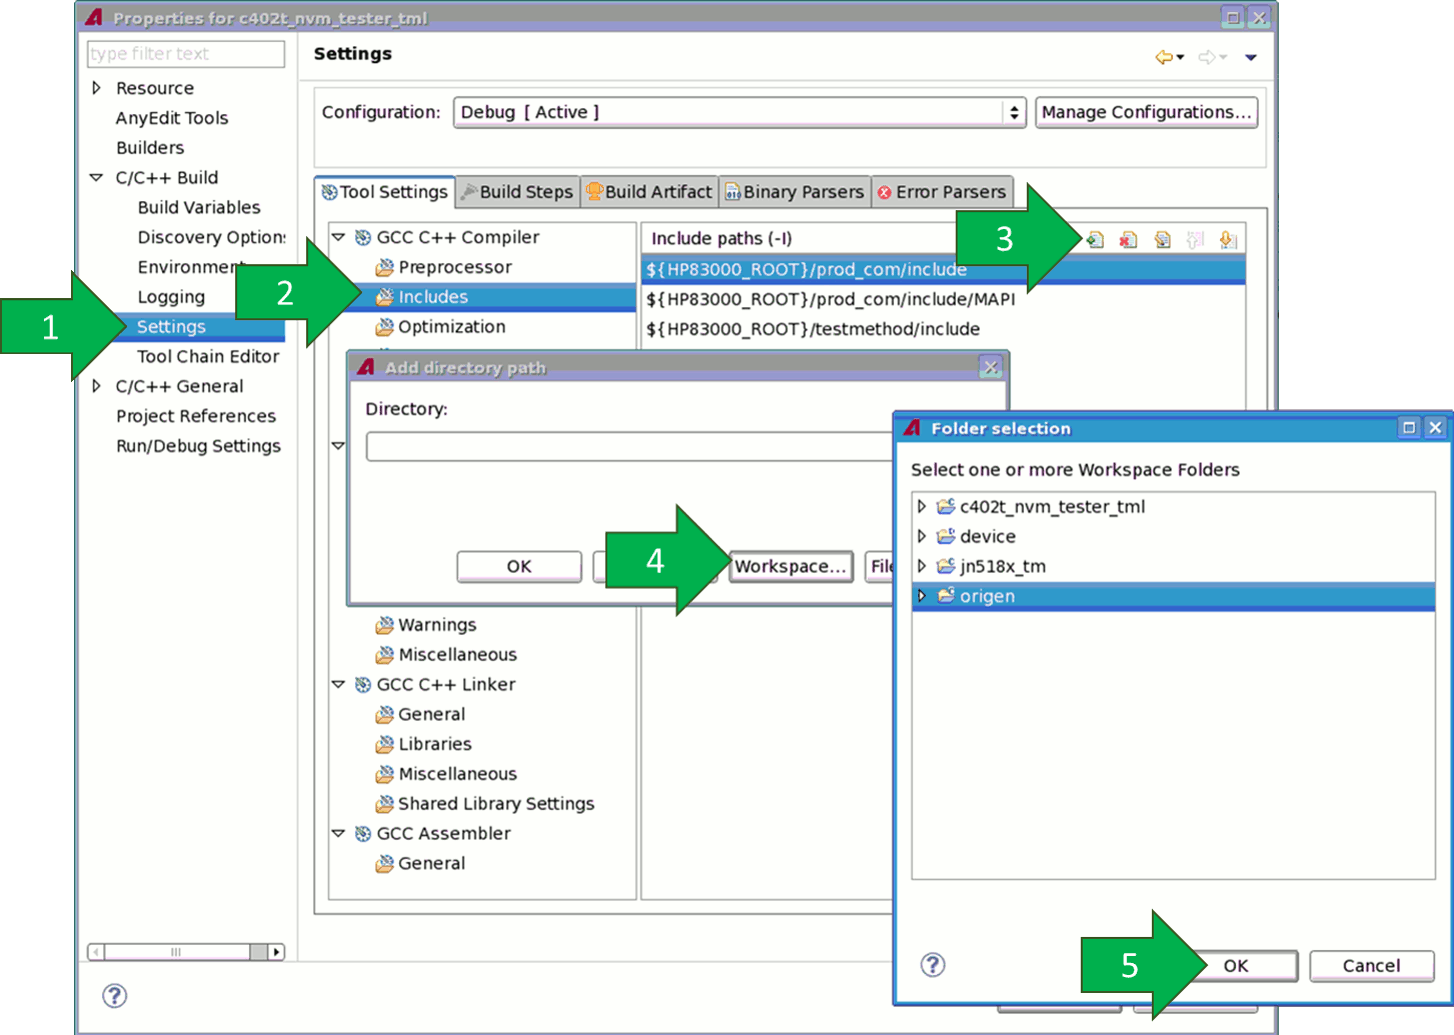 Properties for c402t_nvm_tester_tml
type filter text
Settings
Resource
AnyEdit Tools
Builders
C/C++ Build
Build Variables
Discovery Option
Environment
Logging
Settings
Tool Chain Editor
C/C++ General
Project References
Run/Debug Settings
Configuration:
Debug [ Active ]
Manage Configurations...
Tool Settings
Build Steps
Build Artifact
Binary Parsers
Error Parsers
GCC C++ Compiler
Preprocessor
Includes
Optimization
Include paths (-I)
${HP83000_ROOT}/prod_com/include
${HP83000_ROOT}/prod_com/include/MAPI
${HP83000_ROOT}/testmethod/include
1
2
3
Add directory path
Directory:
OK
4
Workspace...
File
Warnings
Miscellaneous
GCC C++ Linker
General
Libraries
Miscellaneous
Shared Library Settings
GCC Assembler
General
Folder selection
Select one or more Workspace Folders
c402t_nvm_tester_tml
device
jn518x_tm
origen
5
OK
Cancel